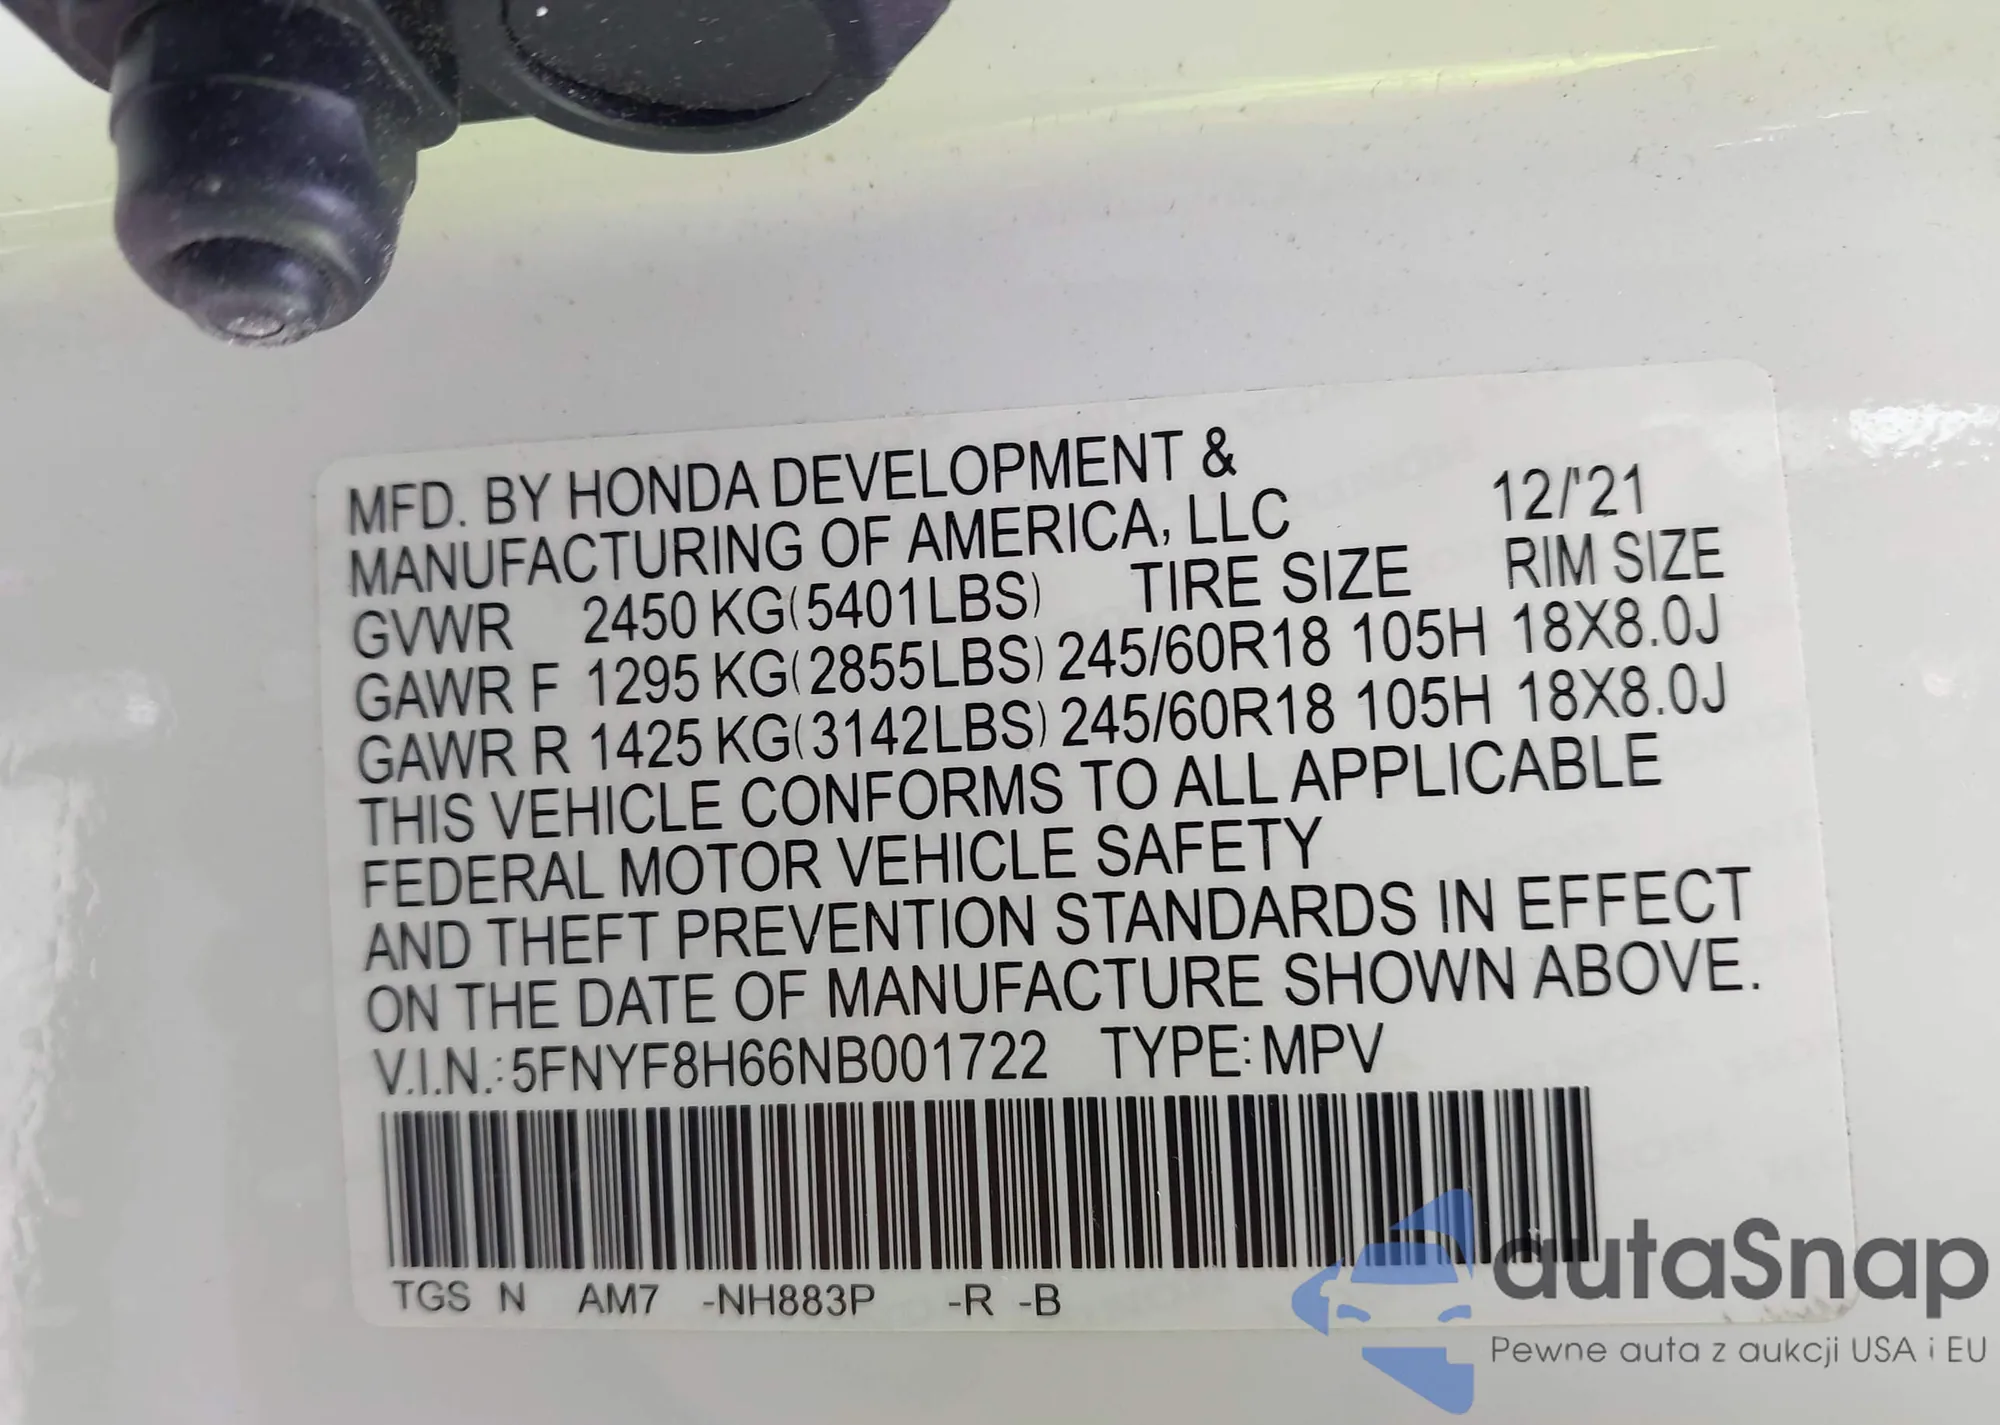 MFD. BY HONDA DEVELOPMENT &
MANUFACTURING OF AMERICA, LLC 12/'21
GVWR 2450 KG(5401LBS) TIRE SIZE RIM SIZE
GAWR F 1295 KG(2855LBS) 245/60R18 105H 18X8.0J
GAWR R 1425 KG(3142LBS) 245/60R18 105H 18X8.0J
THIS VEHICLE CONFORMS TO ALL APPLICABLE
FEDERAL MOTOR VEHICLE SAFETY
AND THEFT PREVENTION STANDARDS IN EFFECT
ON THE DATE OF MANUFACTURE SHOWN ABOVE.
V.I.N.:5FNYF8H66NB001722 TYPE:MPV
TGS N AM7 -NH883P -R -B
autaSnap
Pewne auta z aukcji USA i EU